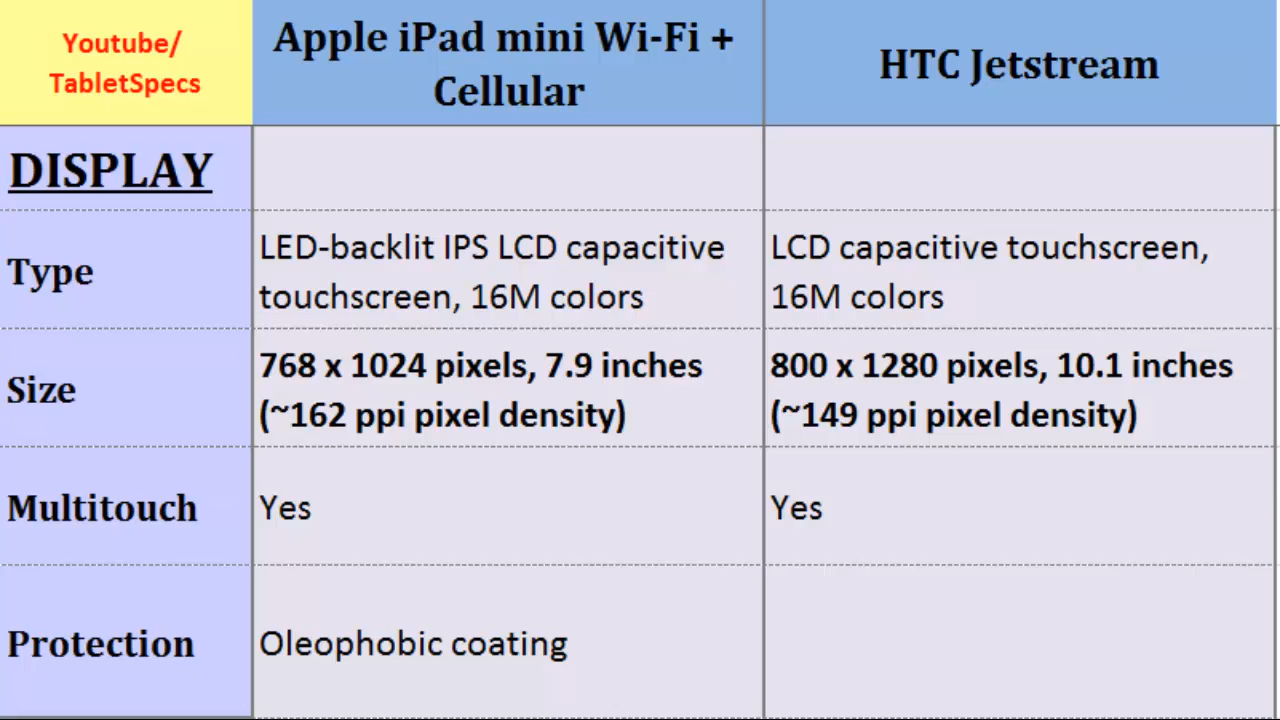 Youtube/
TabletSpecs
Apple iPad mini Wi-Fi +
Cellular
HTC Jetstream
DISPLAY
Type
LED-backlit IPS LCD capacitive
touchscreen, 16M colors
LCD capacitive touchscreen,
16M colors
Size
768 x 1024 pixels, 7.9 inches
(~162 ppi pixel density)
800 x 1280 pixels, 10.1 inches
(~149 ppi pixel density)
Multitouch
Yes
Yes
Protection
Oleophobic coating